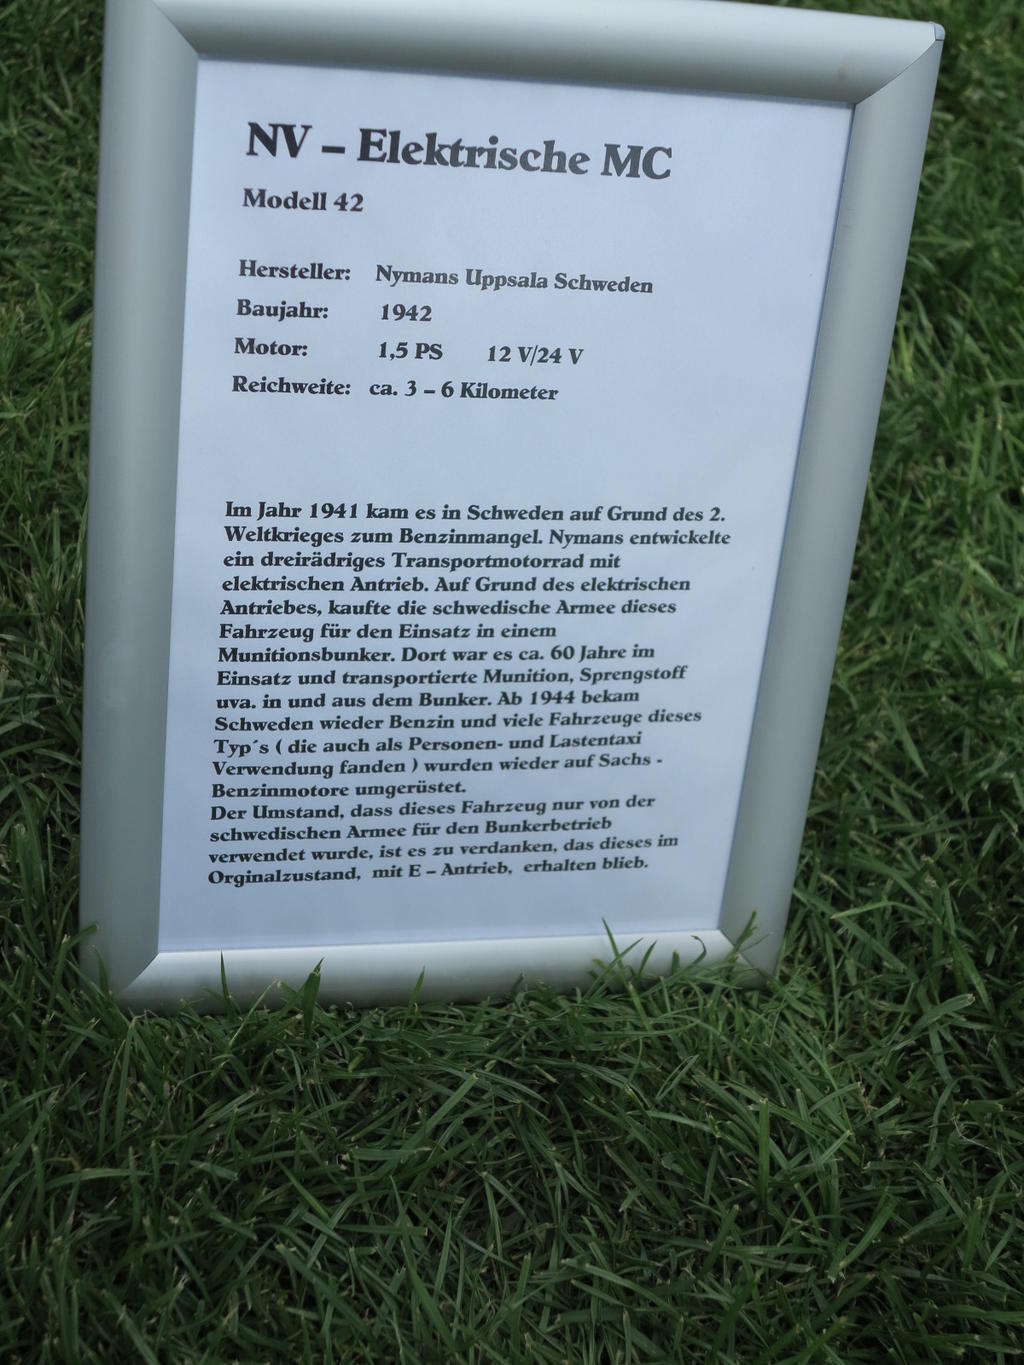 NV – Elektrische MC
Modell 42
Hersteller: Nymans Uppsala Schweden
Baujahr: 1942
Motor: 1,5 PS 12 V/24 V
Reichweite: ca. 3 – 6 Kilometer
Im Jahr 1941 kam es in Schweden auf Grund des 2.
Weltkrieges zum Benzinmangel. Nymans entwickelte
ein dreirädriges Transportmotorrad mit
elektrischen Antrieb. Auf Grund des elektrischen
Antriebes, kaufte die schwedische Armee dieses
Fahrzeug für den Einsatz in einem
Munitionsbunker. Dort war es ca. 60 Jahre im
Einsatz und transportierte Munition, Sprengstoff
uva. in und aus dem Bunker. Ab 1944 bekam
Schweden wieder Benzin und viele Fahrzeuge dieses
Typ´s ( die auch als Personen- und Lastentaxi
Verwendung fanden ) wurden wieder auf Sachs -
Benzinmotore umgerüstet.
Der Umstand, dass dieses Fahrzeug nur von der
schwedischen Armee für den Bunkerbetrieb
verwendet wurde, ist es zu verdanken, das dieses im
Orginalzustand, mit E – Antrieb, erhalten blieb.